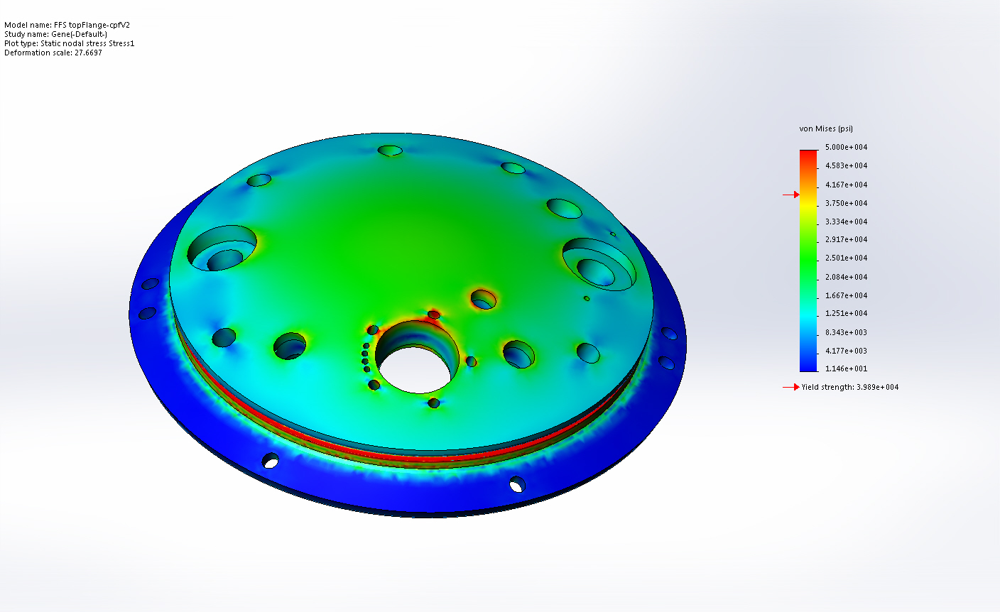 Model name: FFS topFlange-cpfV2
Study name: Gene(-Default-)
Plot type: Static nodal stress Stress1
Deformation scale: 27.6697
von Mises (psi)
5.000e+004
4.583e+004
4.167e+004
3.750e+004
3.334e+004
2.917e+004
2.501e+004
2.084e+004
1.667e+004
1.251e+004
8.343e+003
4.177e+003
1.146e+001
Yield strength: 3.989e+004